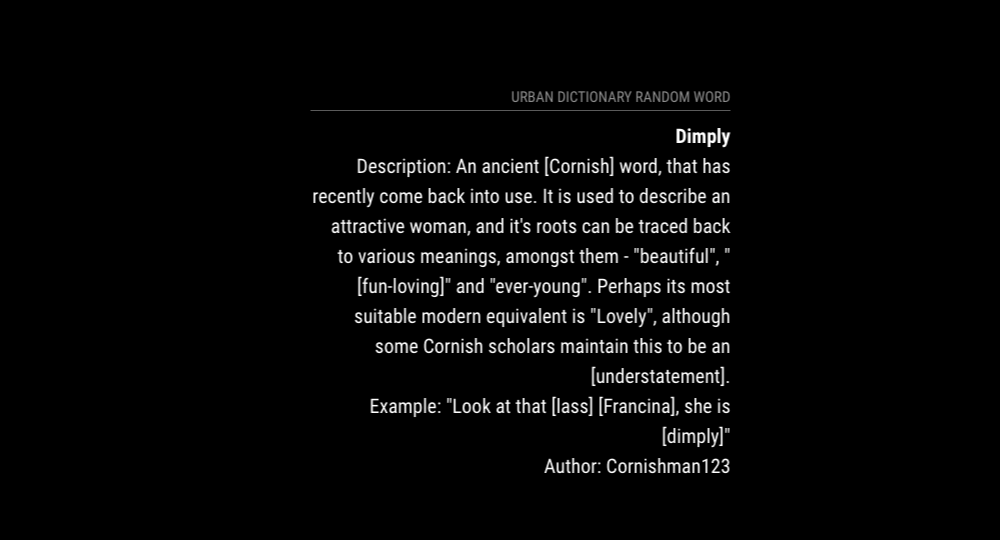 URBAN DICTIONARY RANDOM WORD
Dimply
Description: An ancient [Cornish] word, that has
recently come back into use. It is used to describe an
attractive woman, and it's roots can be traced back
to various meanings, amongst them - "beautiful", "
[fun-loving]" and "ever-young". Perhaps its most
suitable modern equivalent is "Lovely", although
some Cornish scholars maintain this to be an
[understatement].
Example: "Look at that [lass] [Francina], she is
[dimply]"
Author: Cornishman123